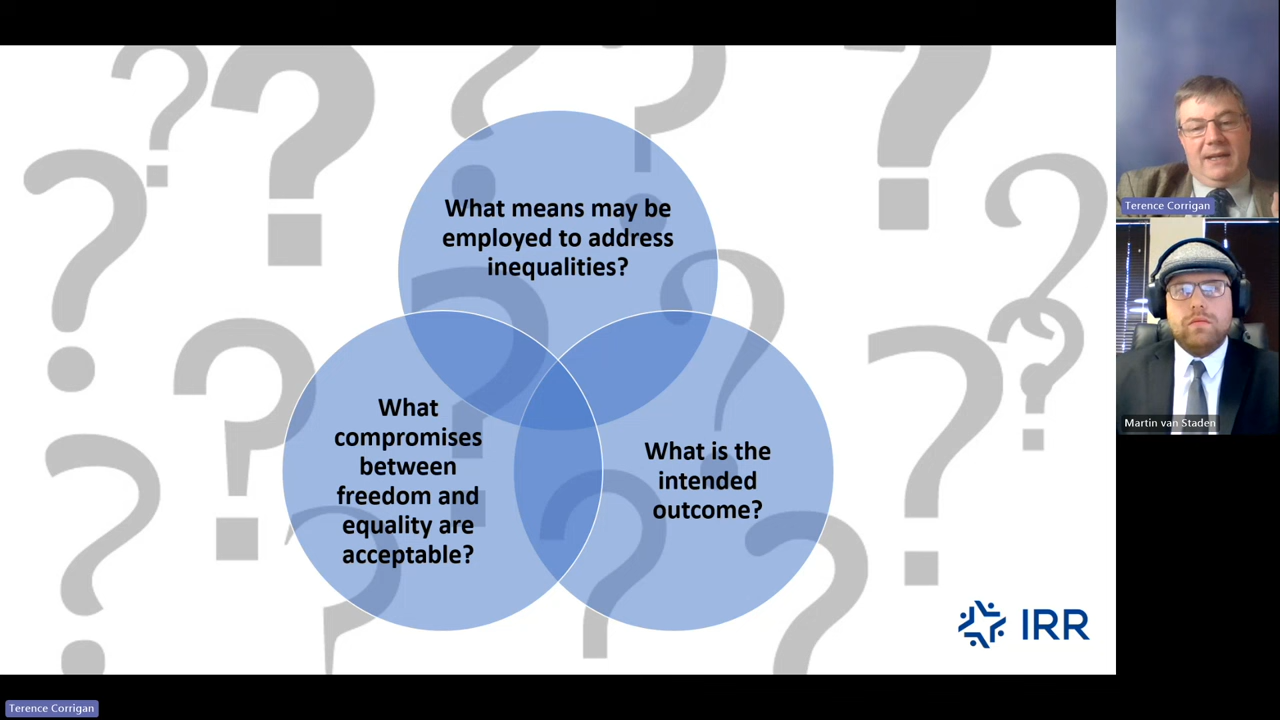 What means may be
employed to address
inequalities?
What
compromises
between
freedom and
equality are
acceptable?
What is the
intended
outcome?
IRR
Terence Corrigan
Martin van Staden
Terence Corrigan